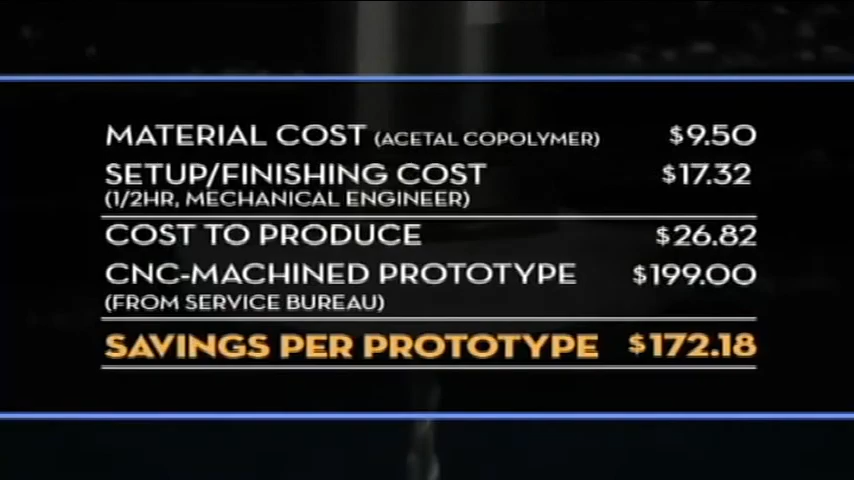 MATERIAL COST (ACETAL COPOLYMER) $9.50
SETUP/FINISHING COST $17.32
(1/2HR, MECHANICAL ENGINEER)
COST TO PRODUCE $26.82
CNC-MACHINED PROTOTYPE $199.00
(FROM SERVICE BUREAU)
SAVINGS PER PROTOTYPE $172.18